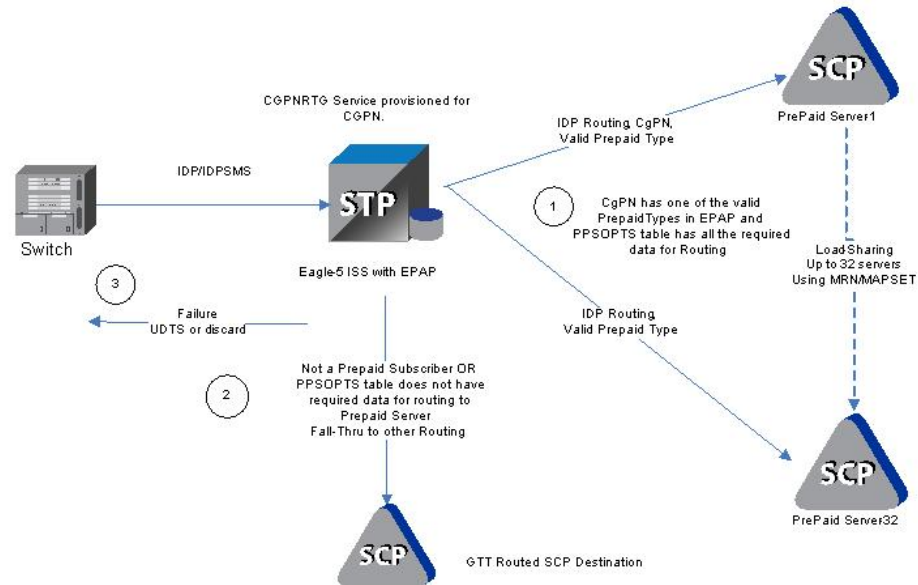 SCP
PrePaid Server1
CGPNRTG Service provisioned for
CGPN.
IDP Routing, CgPN,
Valid Prepaid Type
IDP/IDPSMS
STP
1
CgPN has one of the valid
PrepaidTypes in EPAP and
PPSOPTS table has all the required
data for Routing
Switch
Eagle-5 ISS with EPAP
Load-Sharing
Up to 32 servers
Using MRN/MAPSET
3
Failure
UDTS or discard
IDP Routing,
Valid Prepaid Type
2
Not a Prepaid Subscriber OR
PPSOPTS table does not have
required data for routing to
Prepaid Server
Fall-Thru to other Routing
SCP
PrePaid Server32
SCP
GTT Routed SCP Destination